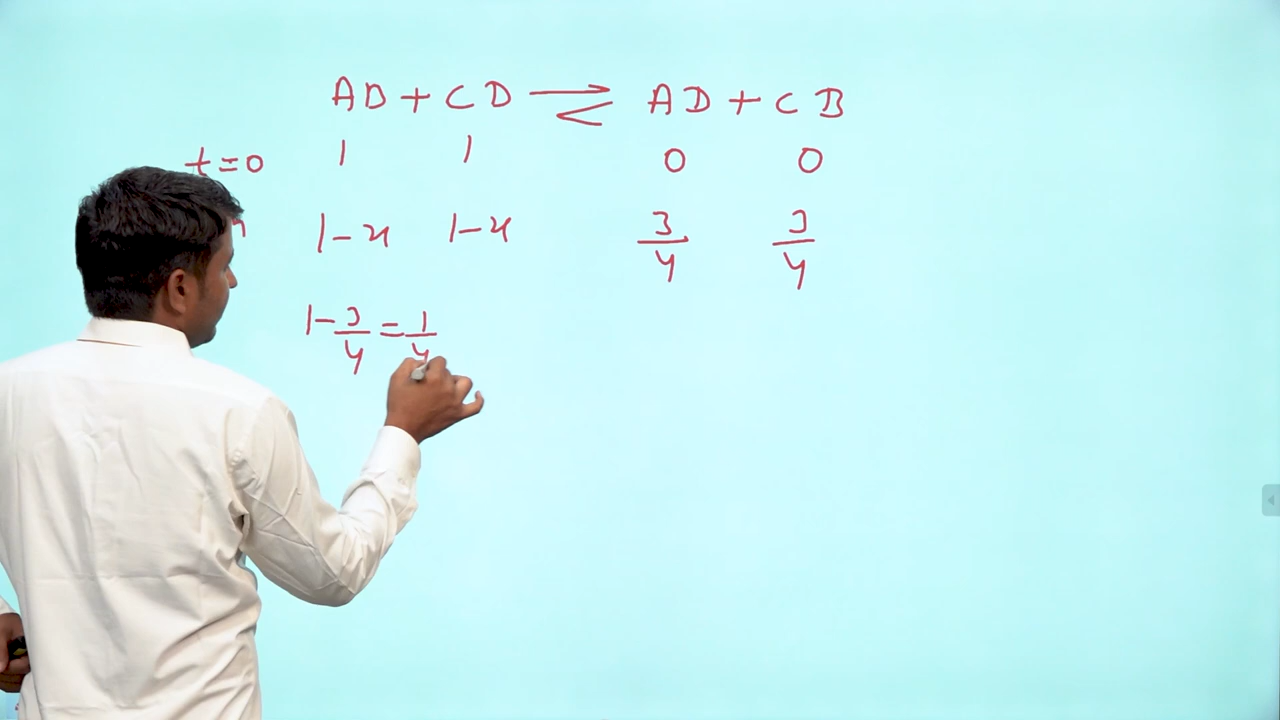 AB + CD ⇌ AD + CB
t=0 1 1 0 0
1-x 1-x 3/4 3/4
1-3/4 = 1/4